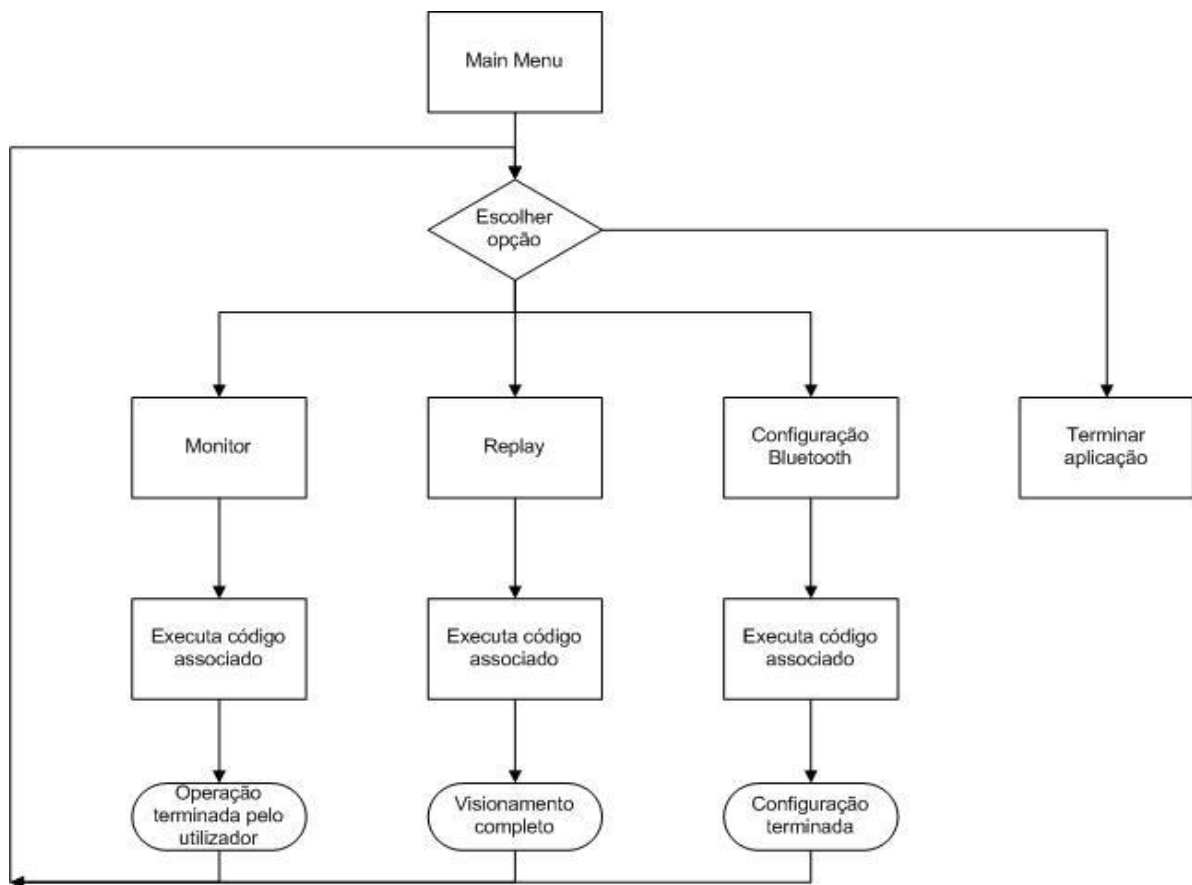 Main Menu
Escolher
opção
Monitor
Replay
Configuração
Bluetooth
Terminar
aplicação
Executa código
associado
Executa código
associado
Executa código
associado
Operação
terminada pelo
utilizador
Visionamento
completo
Configuração
terminada